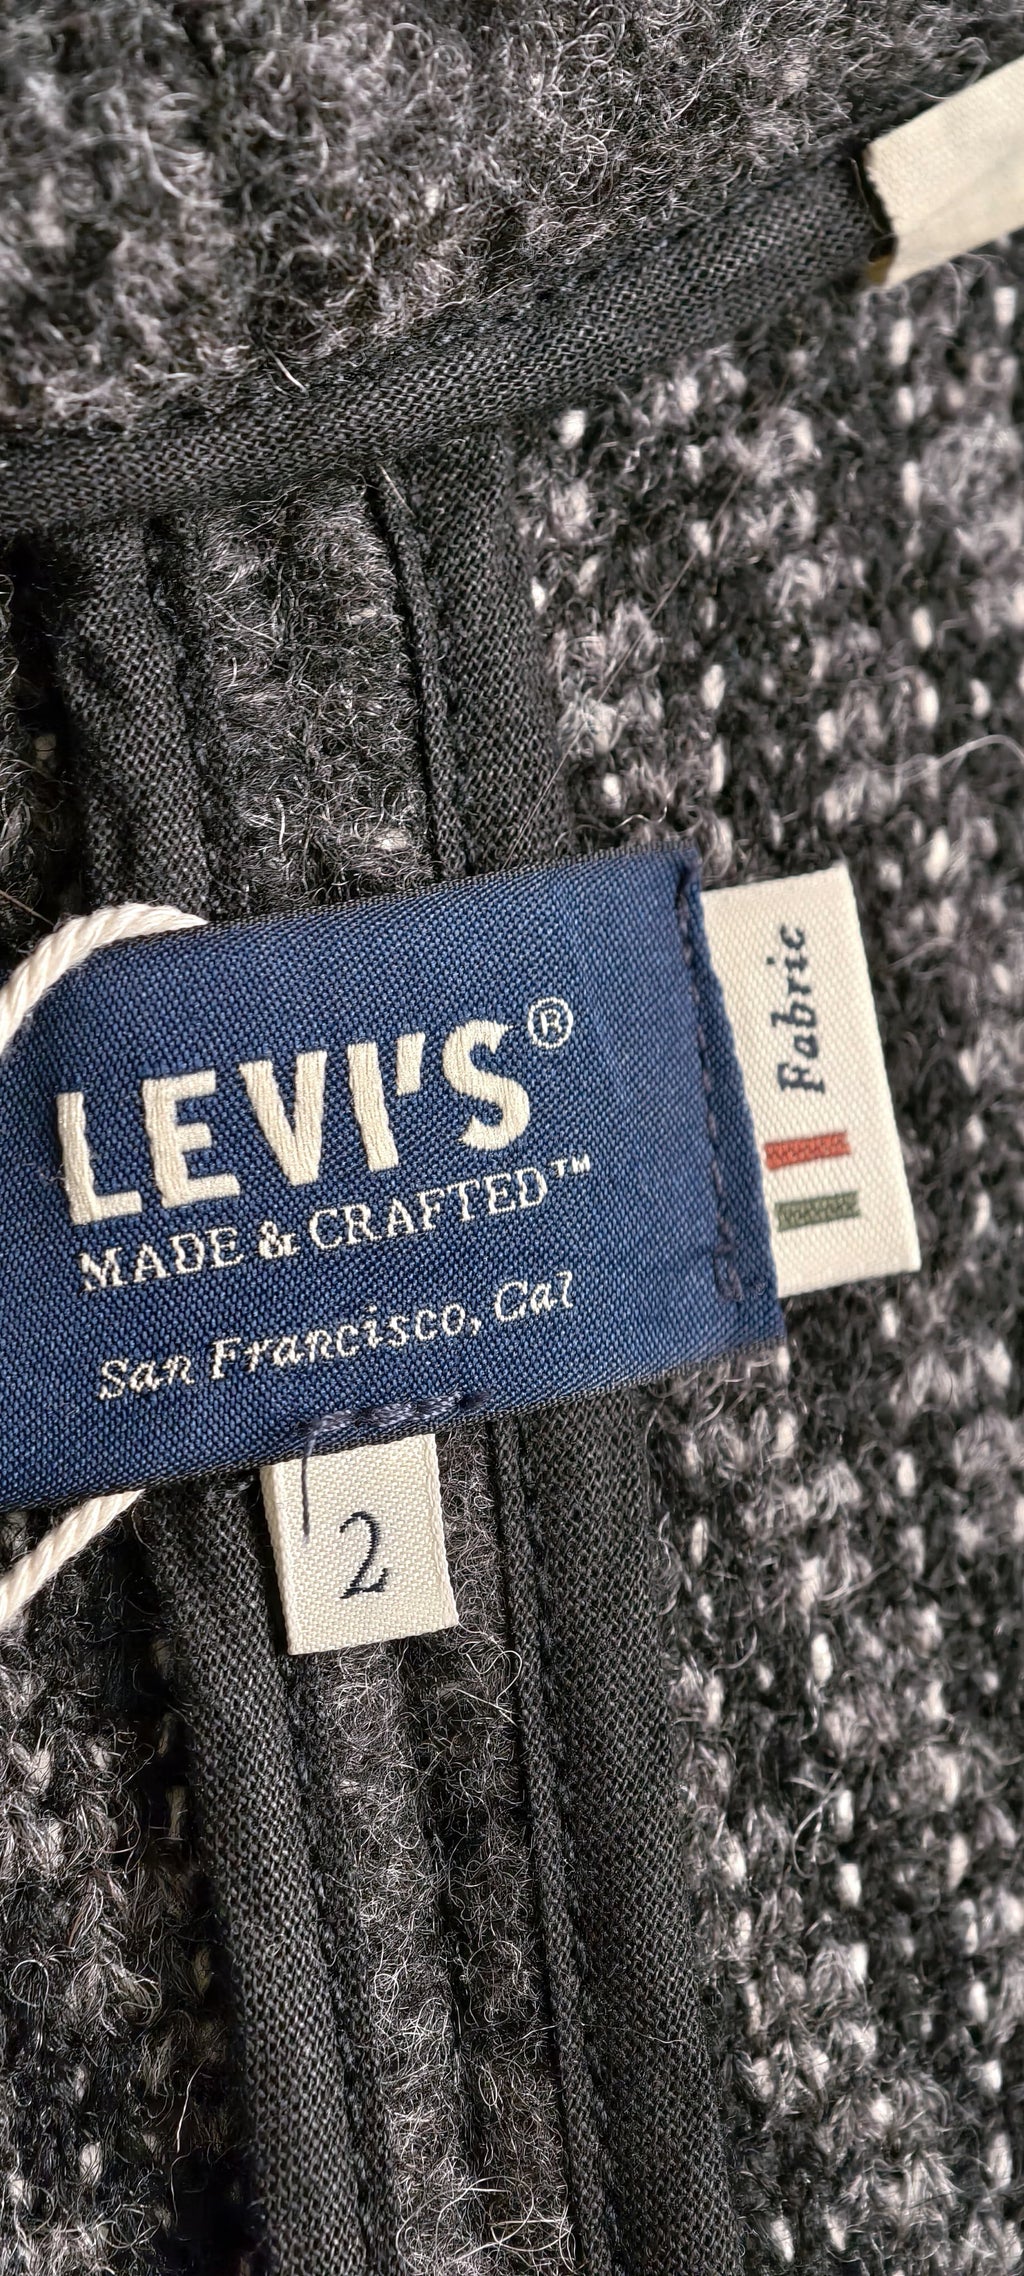 LEVI'S®
MADE & CRAFTED™
San Francisco, Cal
Fabric
2